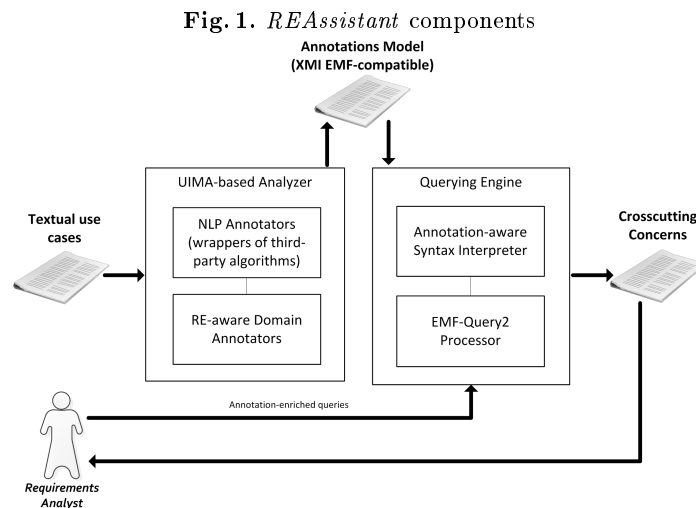 Fig. 1. REAssistant components
Annotations Model
(XMI EMF-compatible)
UIMA-based Analyzer
Querying Engine
Textual use
cases
NLP Annotators
(wrappers of third-
party algorithms)
Annotation-aware
Syntax Interpreter
Crosscutting
Concerns
RE-aware Domain
Annotators
EMF-Query2
Processor
Annotation-enriched queries
Requirements
Analyst